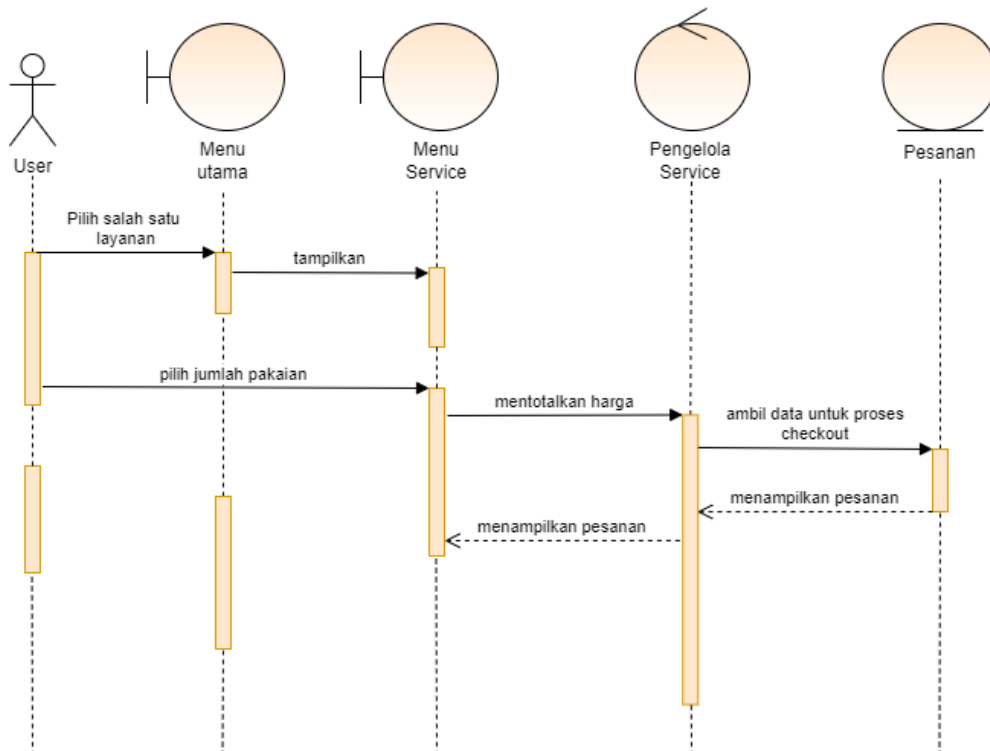 User
Menu
utama
Menu
Service
Pengelola
Service
Pesanan
Pilih salah satu
layanan
tampilkan
pilih jumlah pakaian
mentotalkan harga
ambil data untuk proses
checkout
menampilkan pesanan
menampilkan pesanan